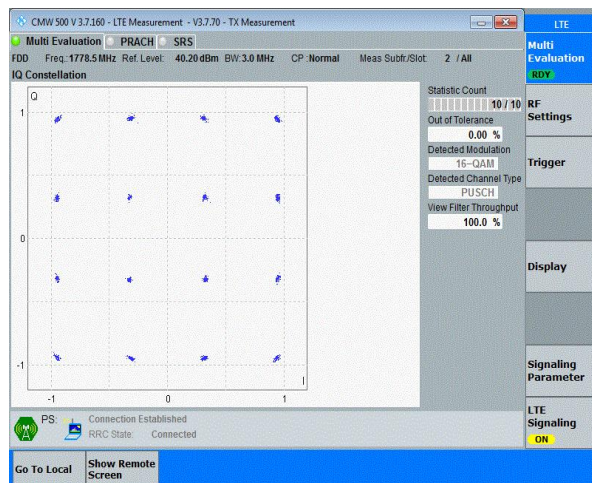 CMW 500 V 3.7.160 - LTE Measurement - V3.7.70 - TX Measurement
LTE
Multi Evaluation PRACH SRS
FDD Freq.: 1778.5 MHz Ref. Level: 40.20 dBm BW: 3.0 MHz CP : Normal Meas Subfr./Slot: 2 / All
IQ Constellation
Q
1
0
-1
-1 0 1
I
Statistic Count
10 / 10
Out of Tolerance
0.00 %
Detected Modulation
16-QAM
Detected Channel Type
PUSCH
View Filter Throughput
100.0 %
Multi
Evaluation
RDY
RF
Settings
Trigger
Display
Signaling
Parameter
LTE
Signaling
ON
PS: Connection Established
RRC State: Connected
Go To Local
Show Remote
Screen